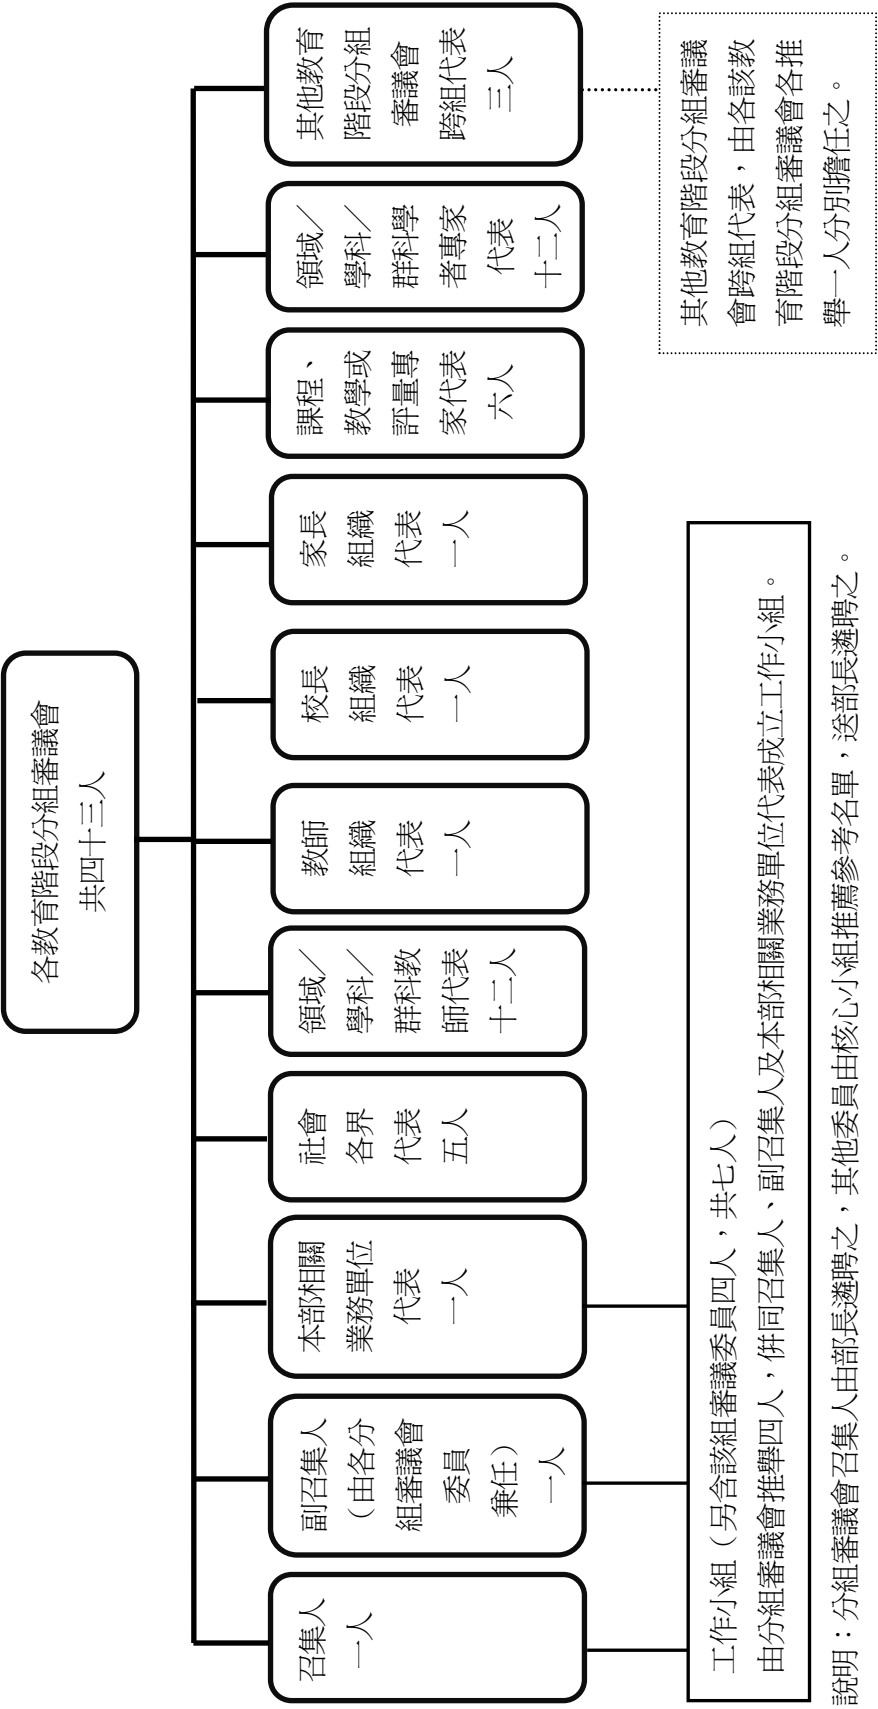 各教育階段分組審議會
共四十三人
召集人
一人
副召集人
（由各分
組審議會
委員
兼任）
一人
本部相關
業務單位
代表
一人
社會
各界
代表
五人
領域／
學科／
群科教
師代表
十二人
教師
組織
代表
一人
校長
組織
代表
一人
家長
組織
代表
一人
課程、
教學或
評量專
家代表
六人
領域／
學科／
群科學
者專家
代表
十二人
其他教育
階段分組
審議會
跨組代表
三人
其他教育階段分組審議
會跨組代表，由各該教
育階段分組審議會各推
舉一人分別擔任之。
工作小組（另含該組審議委員四人，共七人）
由分組審議會推舉四人，併同召集人、副召集人及本部相關業務單位代表成立工作小組。
說明：分組審議會召集人由部長遴聘之，其他委員由核心小組推薦參考名單，送部長遴聘之。